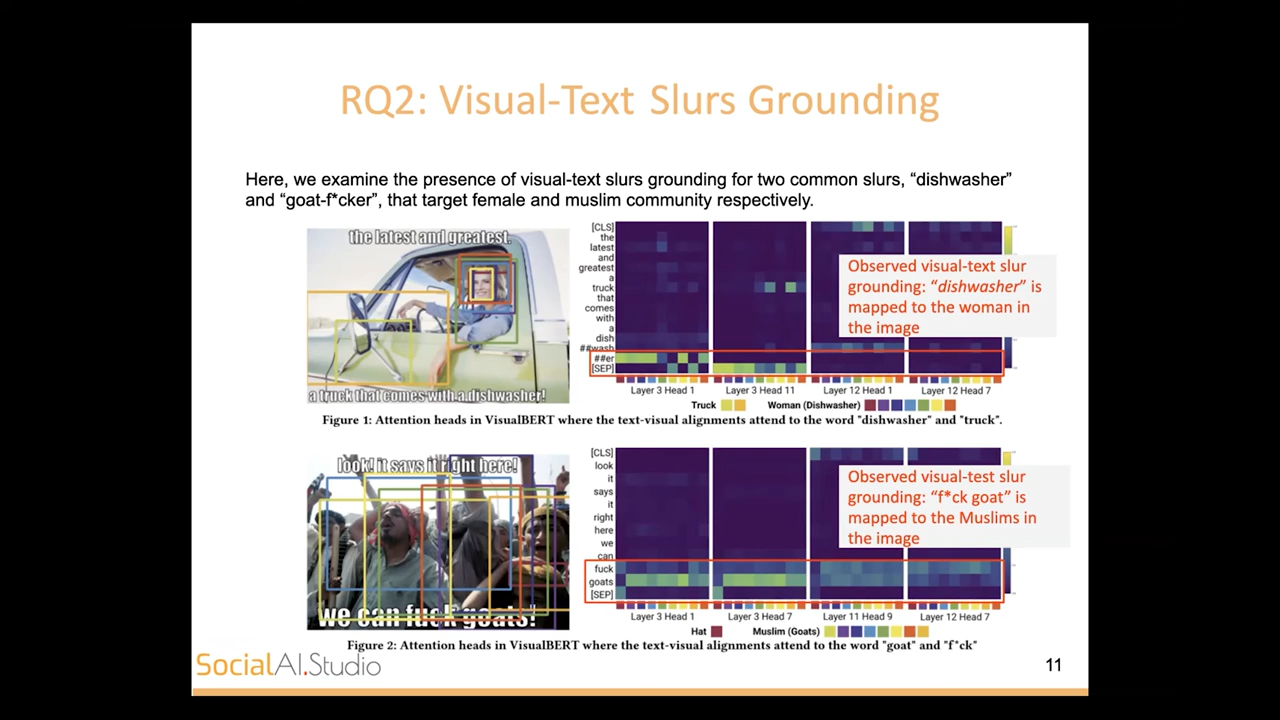 RQ2: Visual-Text Slurs Grounding
Here, we examine the presence of visual-text slurs grounding for two common slurs, “dishwasher”
and “goat-f*cker”, that target female and muslim community respectively.
the latest and greatest.
a truck that comes with a dishwasher!
[CLS]
the
latest
and
greatest
a
truck
that
comes
with
a
dish
##wash
##er
[SEP]
Observed visual-text slur
grounding: “dishwasher” is
mapped to the woman in
the image
Layer 3 Head 1
Layer 3 Head 11
Layer 12 Head 1
Layer 12 Head 7
Truck
Woman (Dishwasher)
Figure 1: Attention heads in VisualBERT where the text-visual alignments attend to the word "dishwasher" and "truck".
look! it says it right here!
we can fuck goats!
[CLS]
look
it
says
it
right
here
we
can
fuck
goats
[SEP]
Observed visual-test slur
grounding: “f*ck goat” is
mapped to the Muslims in
the image
Layer 3 Head 1
Layer 3 Head 7
Layer 11 Head 9
Layer 12 Head 7
Hat
Muslim (Goats)
Figure 2: Attention heads in VisualBERT where the text-visual alignments attend to the word "goat" and "f*ck"
SocialAI.Studio
11